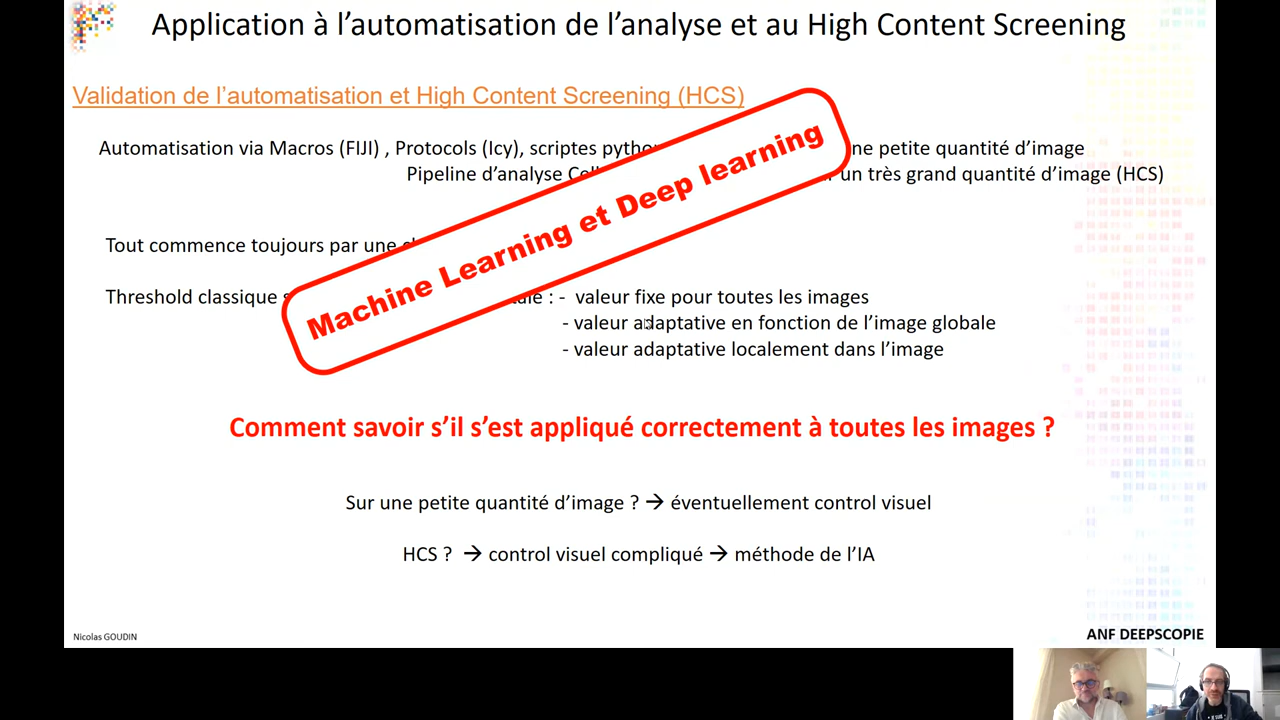 Application à l'automatisation de l'analyse et au High Content Screening
Validation de l'automatisation et High Content Screening (HCS)
Automatisation via Macros (FIJI) , Protocols (Icy), scriptes ne petite quantité d'image
Pipeline d'analyse un très grand quantité d'image (HCS)
Machine Learning et Deep learning
Tout commence toujours par une
Threshold classique : - valeur fixe pour toutes les images
- valeur adaptative en fonction de l'image globale
- valeur adaptative localement dans l'image
Comment savoir s'il s'est appliqué correctement à toutes les images ?
Sur une petite quantité d'image ? → éventuellement control visuel
HCS ? → control visuel compliqué → méthode de l'IA
Nicolas GOUDIN
ANF DEEPSCOPIE